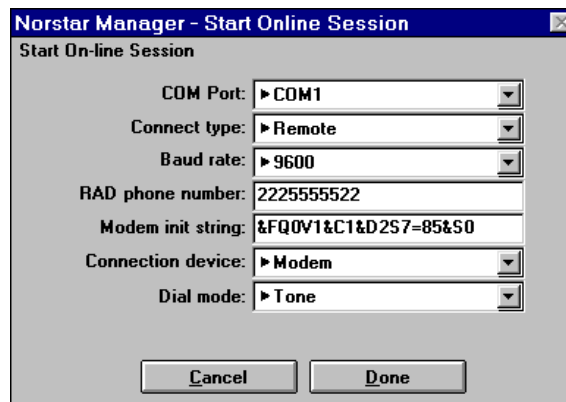 Norstar Manager - Start Online Session
Start On-line Session
COM Port: ▸COM1
Connect type: ▸Remote
Baud rate: ▸9600
RAD phone number: 2225555522
Modem init string: &FQ0V1&C1&D2S7=85&S0
Connection device: ▸Modem
Dial mode: ▸Tone
Cancel Done